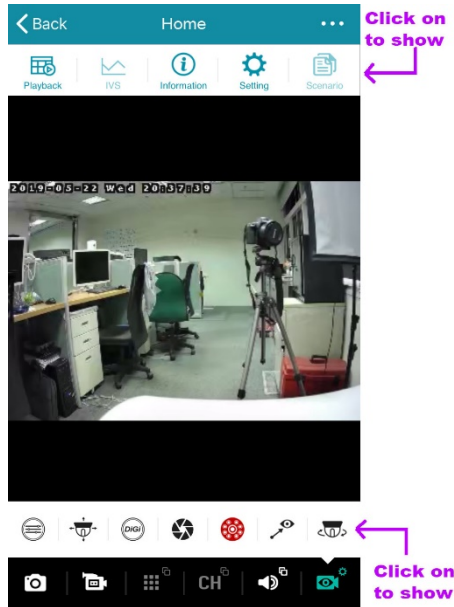 Back
Home
Click on
to show
Playback
IVS
Information
Setting
Scenario
2019-05-22 Wed 20:37:39
DIGI
CH
Click on
to show